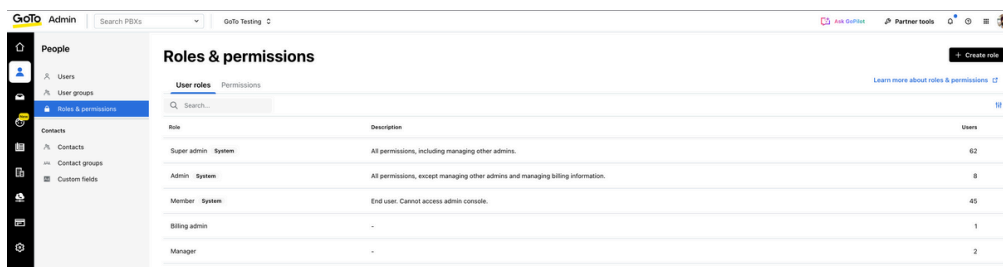 GoTo Admin
Search PBXs
GoTo Testing
Ask GoPilot
Partner tools
People
Users
User groups
Roles & permissions
Contacts
Contacts
Contact groups
Custom fields
Roles & permissions
+ Create role
User roles Permissions
Learn more about roles & permissions
Search...
Role Description Users
Super admin System All permissions, including managing other admins. 62
Admin System All permissions, except managing other admins and managing billing information. 8
Member System End user. Cannot access admin console. 45
Billing admin - 1
Manager - 2